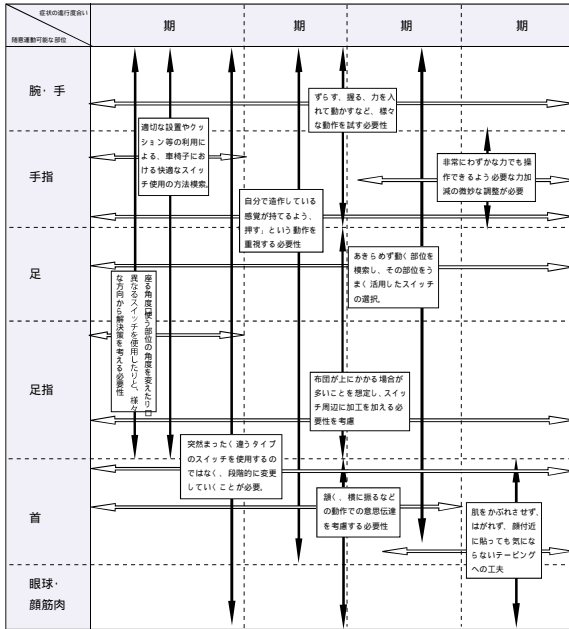 症状の進行度合い
随意運動可能な部位
期
期
期
期
腕・手
手指
足
足指
首
眼球・
顔筋肉
ずらす、握る、力を入
れて動かすなど、様々
な動作を試す必要性
適切な設置やクッ
ション等の利用に
よる、車椅子にお
ける快適なスイッ
チ使用の方法模索。
非常にわずかな力でも操
作できるよう必要な力加
減の微妙な調整が必要
自分で造作している
感覚が持てるよう、
押す」という動作を
重視する必要性
あきらめず動く部位を
模索し、その部位をう
まく活用したスイッチ
の選択。
座る角度、使う部位の角度を変えたり、
異なるスイッチを使用したりと、様々
な方向から解決策を考える必要性
布団が上にかかる場合が
多いことを想定し、スイッ
チ周辺に加工を加える必
要性を考慮
突然まったく違うタイプ
のスイッチを使用するの
ではなく、段階的に変更
していくことが必要。
頷く、横に振るなど
の動作での意思伝達
を考慮する必要性
肌をかぶれさせず、
はがれず、顔付近
に貼っても気にな
らないテーピング
への工夫